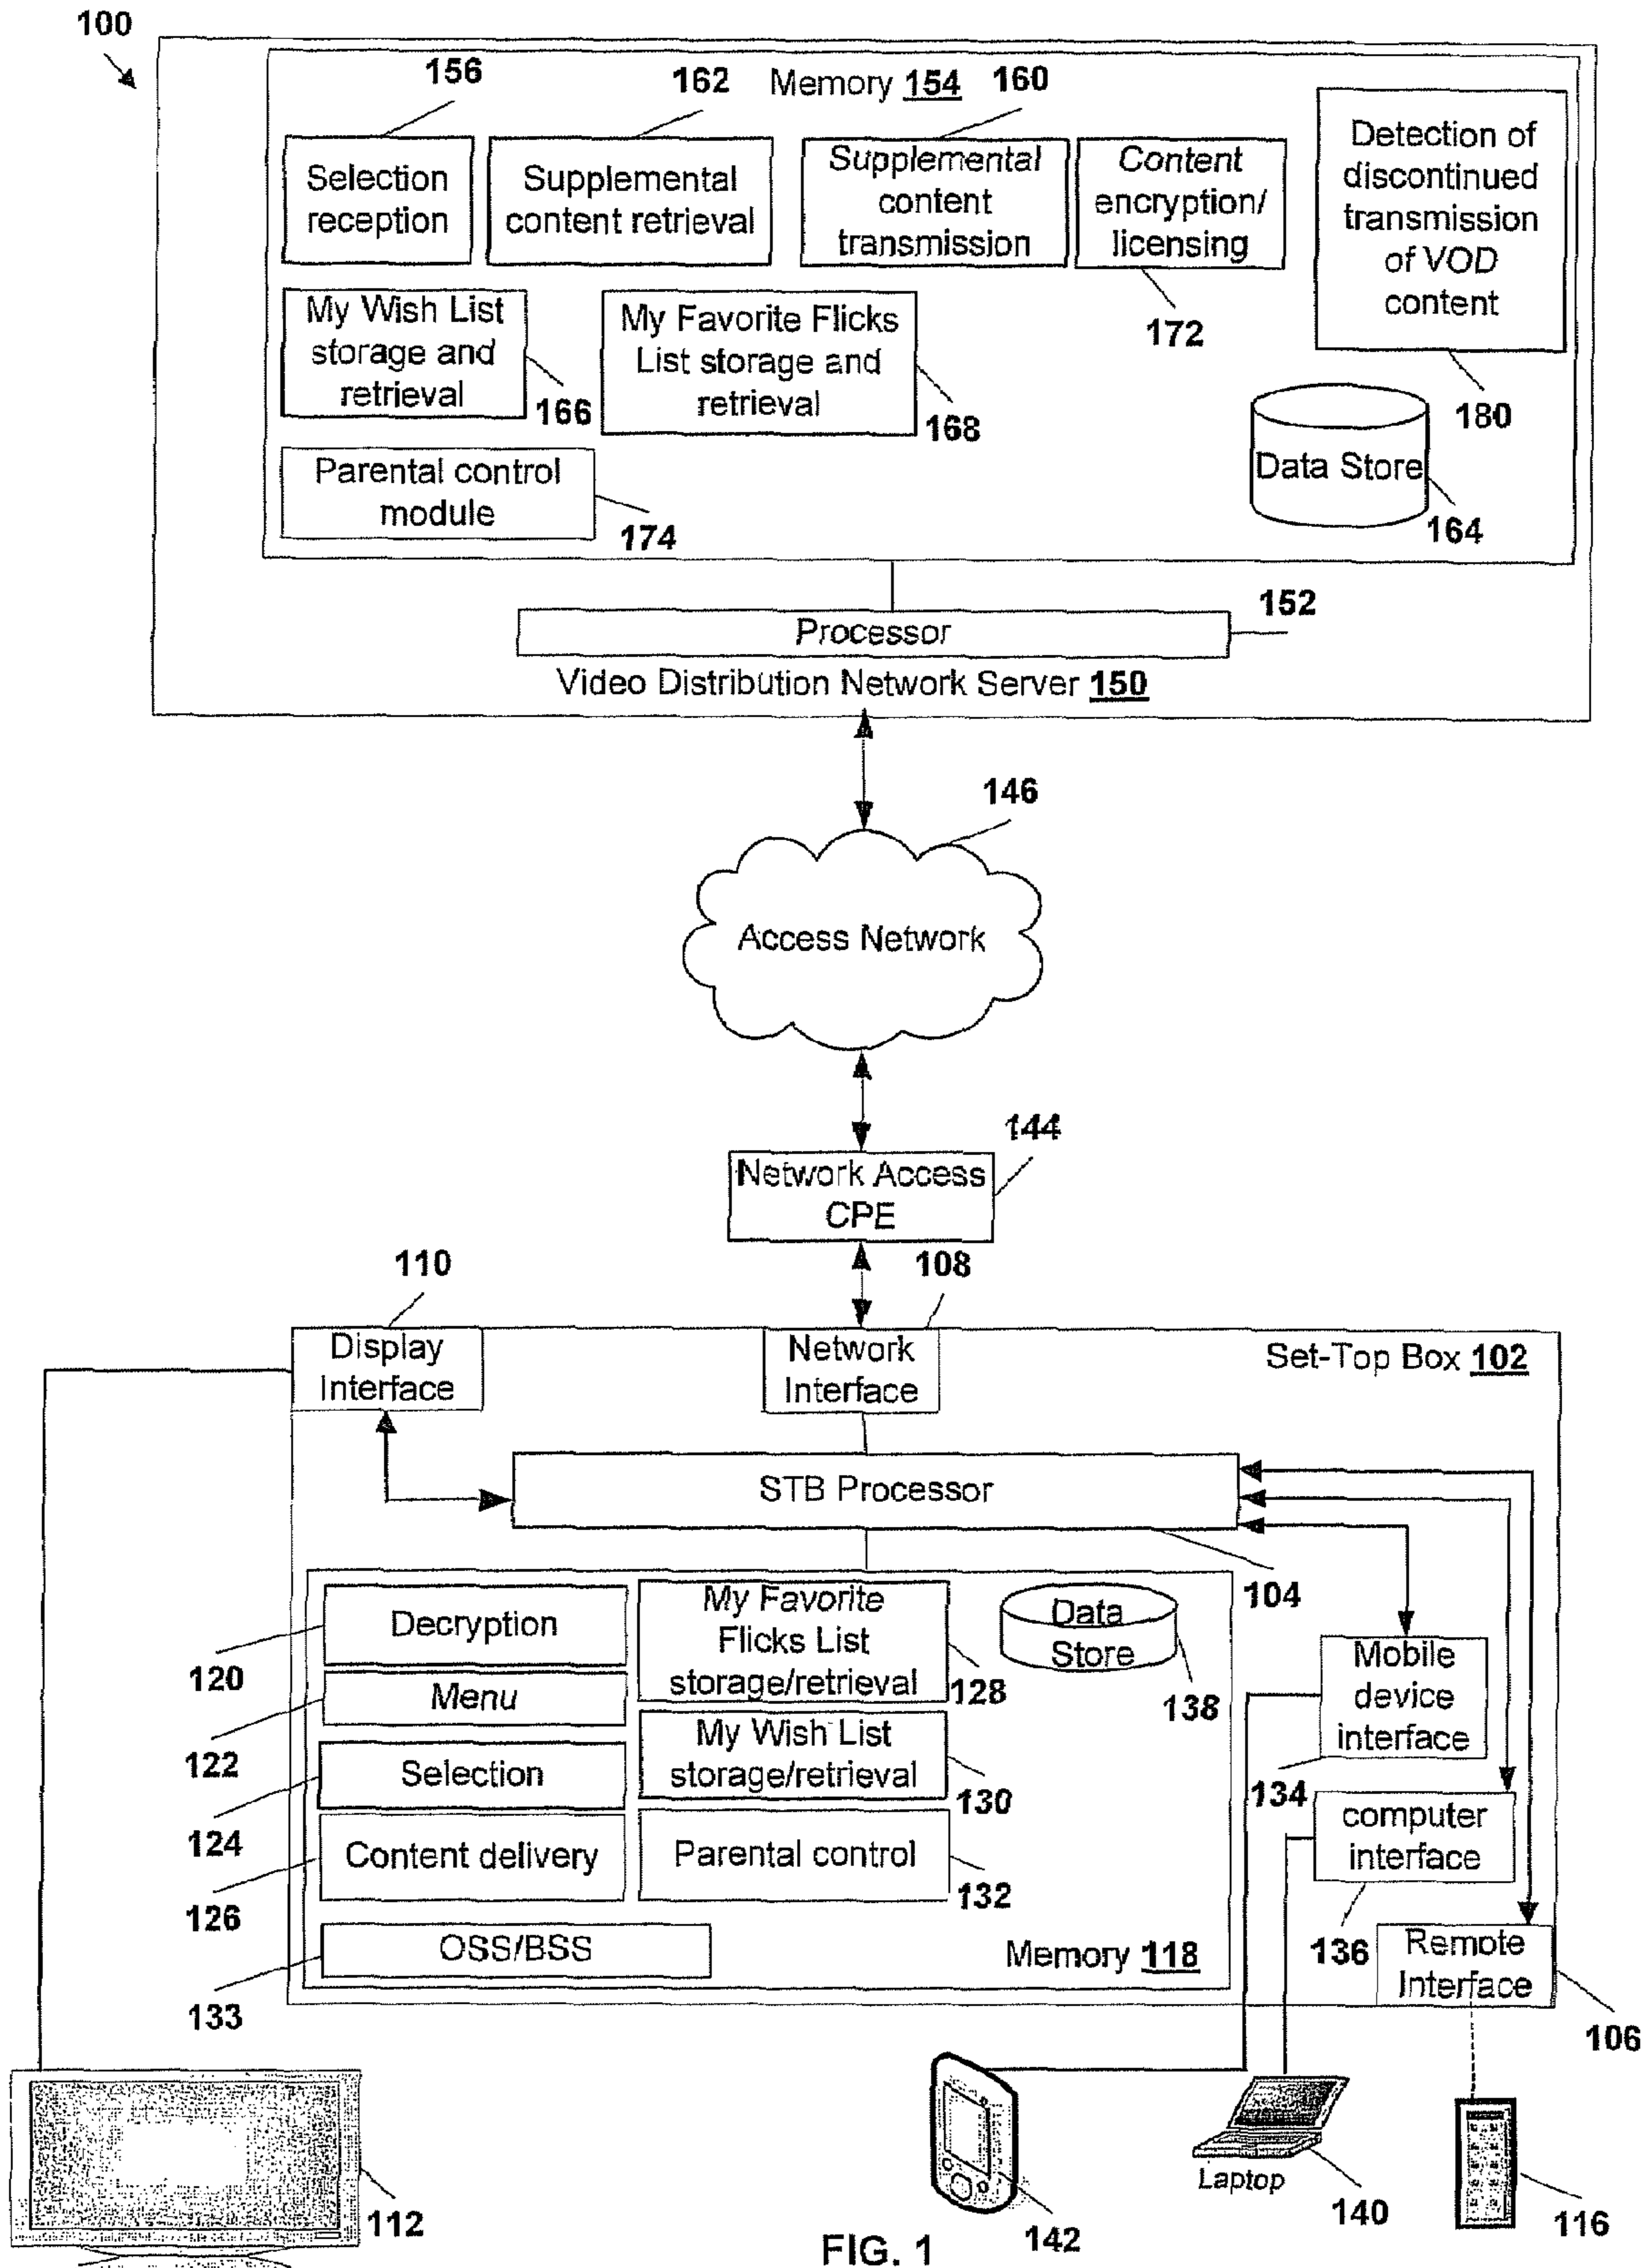 100
156
162
Memory 154
160
Selection
reception
Supplemental
content retrieval
Supplemental
content
transmission
Content
encryption/
licensing
Detection of
discontinued
transmission
of VOD
content
172
180
My Wish List
storage and
retrieval
166
My Favorite Flicks
List storage and
retrieval
168
Data Store
164
Parental control
module
174
152
Processor
Video Distribution Network Server 150
146
Access Network
144
Network Access
CPE
110
108
Display
Interface
Network
Interface
Set-Top Box 102
STB Processor
104
Decryption
120
Menu
122
Selection
124
Content delivery
126
OSS/BSS
133
My Favorite
Flicks List
storage/retrieval
128
My Wish List
storage/retrieval
130
Parental control
132
Data
Store
138
Memory 118
Mobile
device
interface
134
computer
interface
136
Remote
Interface
106
112
142
Laptop
140
116
FIG. 1